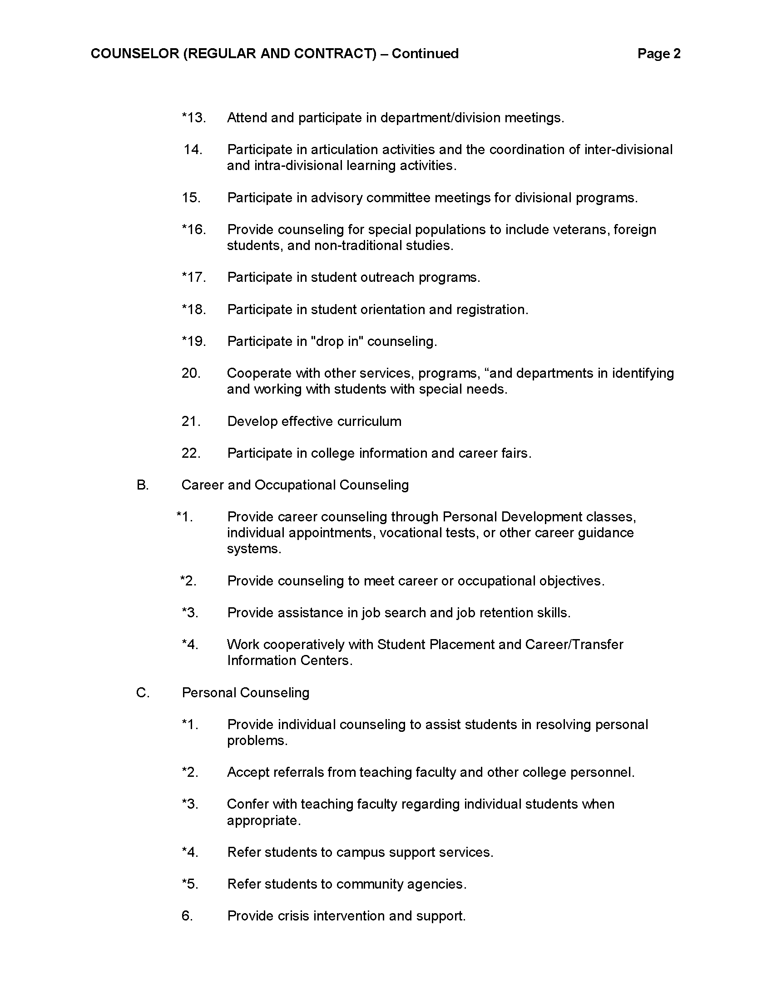 COUNSELOR (REGULAR AND CONTRACT) – Continued Page 2
*13. Attend and participate in department/division meetings.
14. Participate in articulation activities and the coordination of inter-divisional
and intra-divisional learning activities.
15. Participate in advisory committee meetings for divisional programs.
*16. Provide counseling for special populations to include veterans, foreign
students, and non-traditional studies.
*17. Participate in student outreach programs.
*18. Participate in student orientation and registration.
*19. Participate in "drop in" counseling.
20. Cooperate with other services, programs, “and departments in identifying
and working with students with special needs.
21. Develop effective curriculum
22. Participate in college information and career fairs.
B. Career and Occupational Counseling
*1. Provide career counseling through Personal Development classes,
individual appointments, vocational tests, or other career guidance
systems.
*2. Provide counseling to meet career or occupational objectives.
*3. Provide assistance in job search and job retention skills.
*4. Work cooperatively with Student Placement and Career/Transfer
Information Centers.
C. Personal Counseling
*1. Provide individual counseling to assist students in resolving personal
problems.
*2. Accept referrals from teaching faculty and other college personnel.
*3. Confer with teaching faculty regarding individual students when
appropriate.
*4. Refer students to campus support services.
*5. Refer students to community agencies.
6. Provide crisis intervention and support.